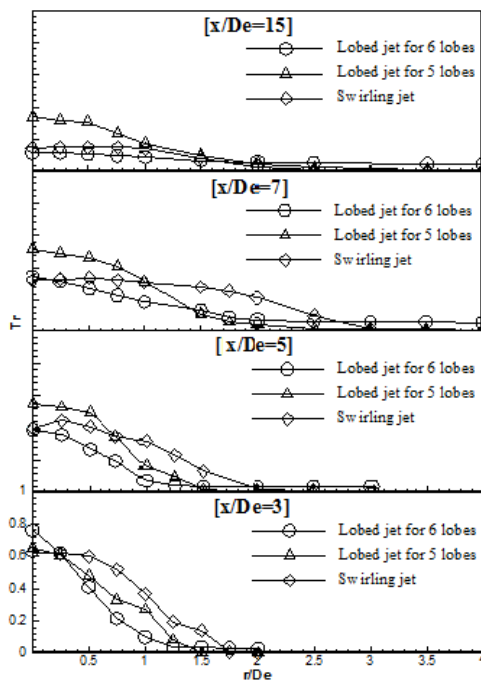 [x/De=15]
Lobed jet for 6 lobes
Lobed jet for 5 lobes
Swirling jet
[x/De=7]
Lobed jet for 6 lobes
Lobed jet for 5 lobes
Swirling jet
Tr
[ x/De=5]
Lobed jet for 6 lobes
Lobed jet for 5 lobes
Swirling jet
1
[x/De=3]
0.8
Lobed jet for 6 lobes
0.6
Lobed jet for 5 lobes
Swirling jet
0.4
0.2
0
0.5 1 1.5 2 2.5 3 3.5 4
r/De